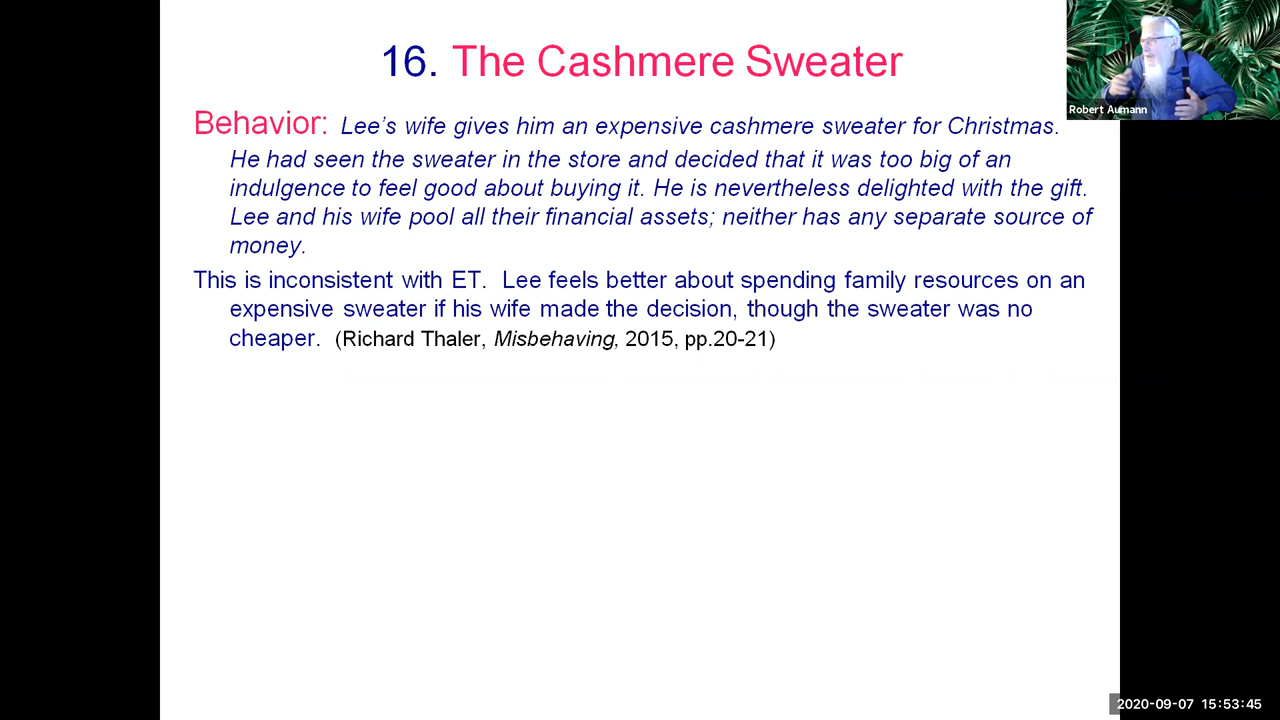 16. The Cashmere Sweater
Robert Aumann
Behavior: Lee’s wife gives him an expensive cashmere sweater for Christmas.
He had seen the sweater in the store and decided that it was too big of an
indulgence to feel good about buying it. He is nevertheless delighted with the gift.
Lee and his wife pool all their financial assets; neither has any separate source of
money.
This is inconsistent with ET. Lee feels better about spending family resources on an
expensive sweater if his wife made the decision, though the sweater was no
cheaper. (Richard Thaler, Misbehaving, 2015, pp.20-21)
2020-09-07 15:53:45